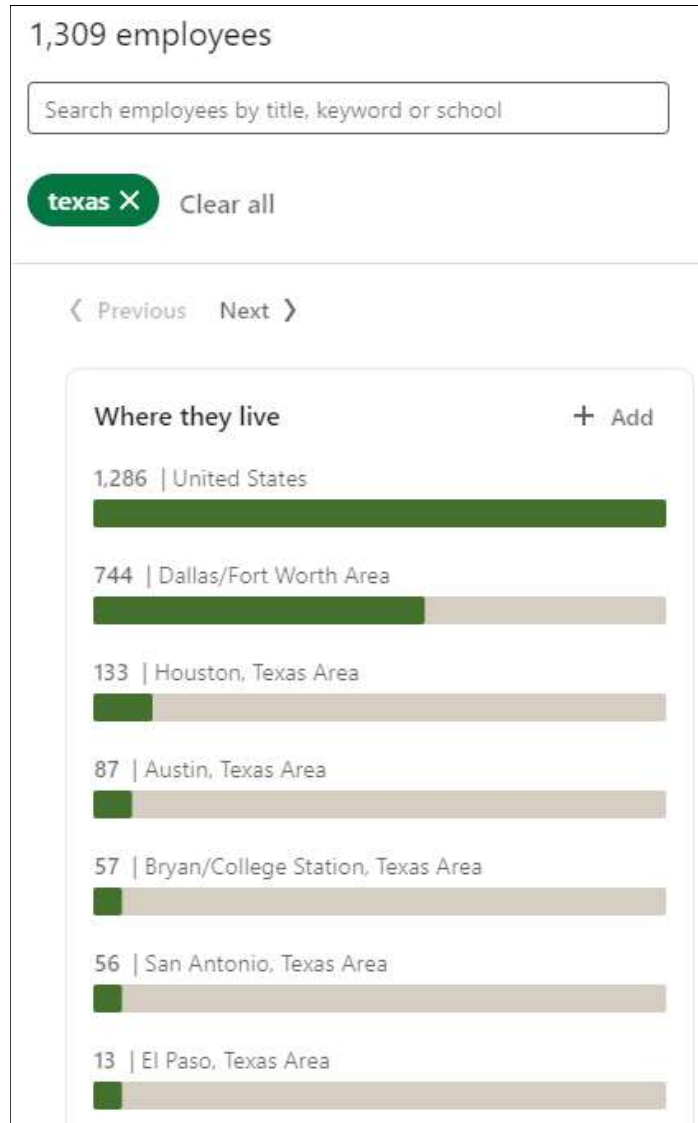 1,309 employees
Search employees by title, keyword or school
texas ✕ Clear all
❬ Previous Next ❭
Where they live + Add
1,286 | United States
744 | Dallas/Fort Worth Area
133 | Houston, Texas Area
87 | Austin, Texas Area
57 | Bryan/College Station, Texas Area
56 | San Antonio, Texas Area
13 | El Paso, Texas Area